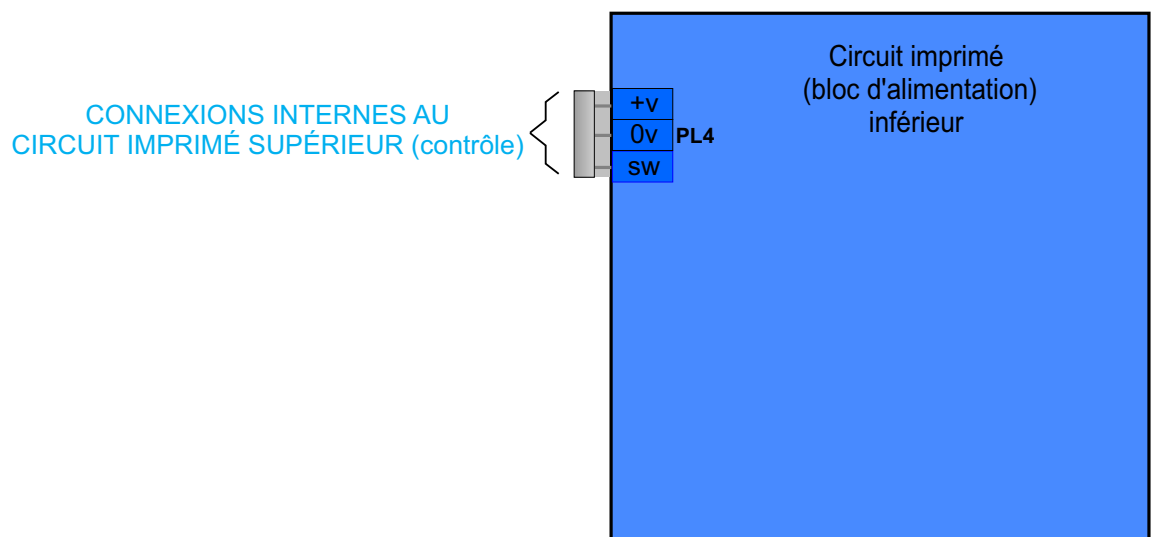 Circuit imprimé
(bloc d'alimentation)
inférieur
CONNEXIONS INTERNES AU
CIRCUIT IMPRIMÉ SUPÉRIEUR (contrôle)
+v
0v PL4
sw